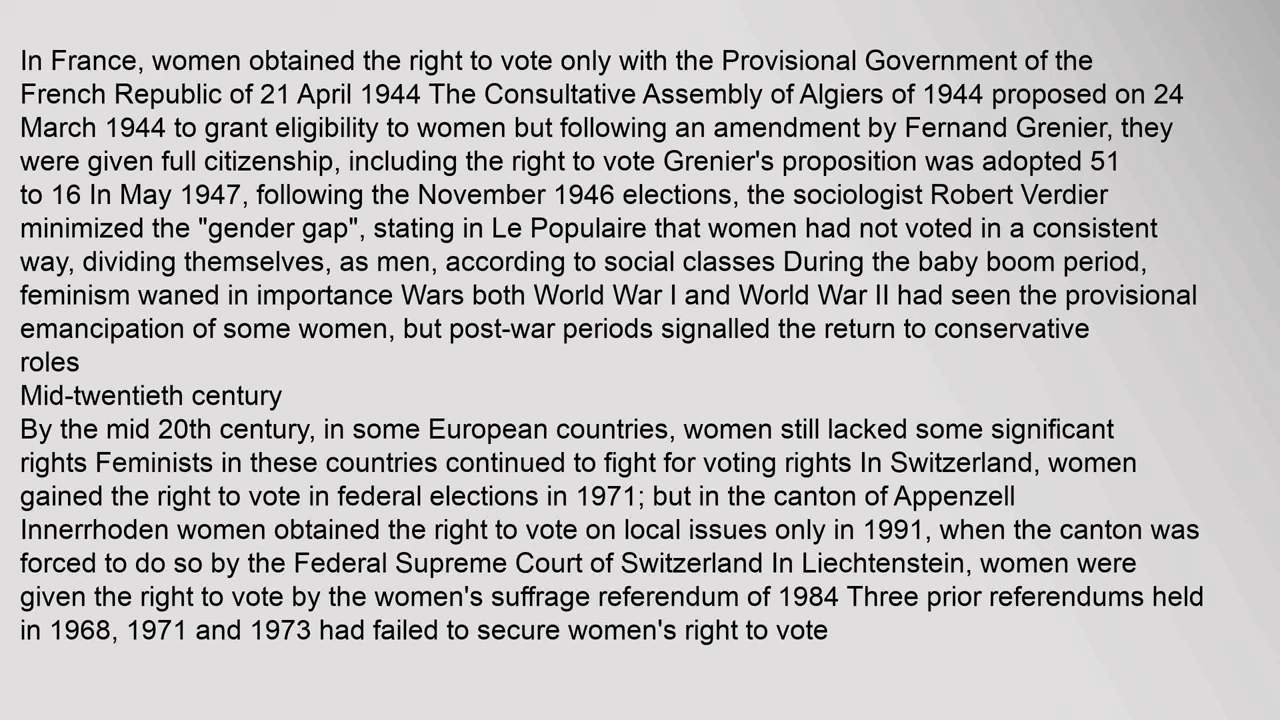 In France, women obtained the right to vote only with the Provisional Government of the
French Republic of 21 April 1944 The Consultative Assembly of Algiers of 1944 proposed on 24
March 1944 to grant eligibility to women but following an amendment by Fernand Grenier, they
were given full citizenship, including the right to vote Grenier's proposition was adopted 51
to 16 In May 1947, following the November 1946 elections, the sociologist Robert Verdier
minimized the "gender gap", stating in Le Populaire that women had not voted in a consistent
way, dividing themselves, as men, according to social classes During the baby boom period,
feminism waned in importance Wars both World War I and World War II had seen the provisional
emancipation of some women, but post-war periods signalled the return to conservative
roles
Mid-twentieth century
By the mid 20th century, in some European countries, women still lacked some significant
rights Feminists in these countries continued to fight for voting rights In Switzerland, women
gained the right to vote in federal elections in 1971; but in the canton of Appenzell
Innerrhoden women obtained the right to vote on local issues only in 1991, when the canton was
forced to do so by the Federal Supreme Court of Switzerland In Liechtenstein, women were
given the right to vote by the women's suffrage referendum of 1984 Three prior referendums held
in 1968, 1971 and 1973 had failed to secure women's right to vote